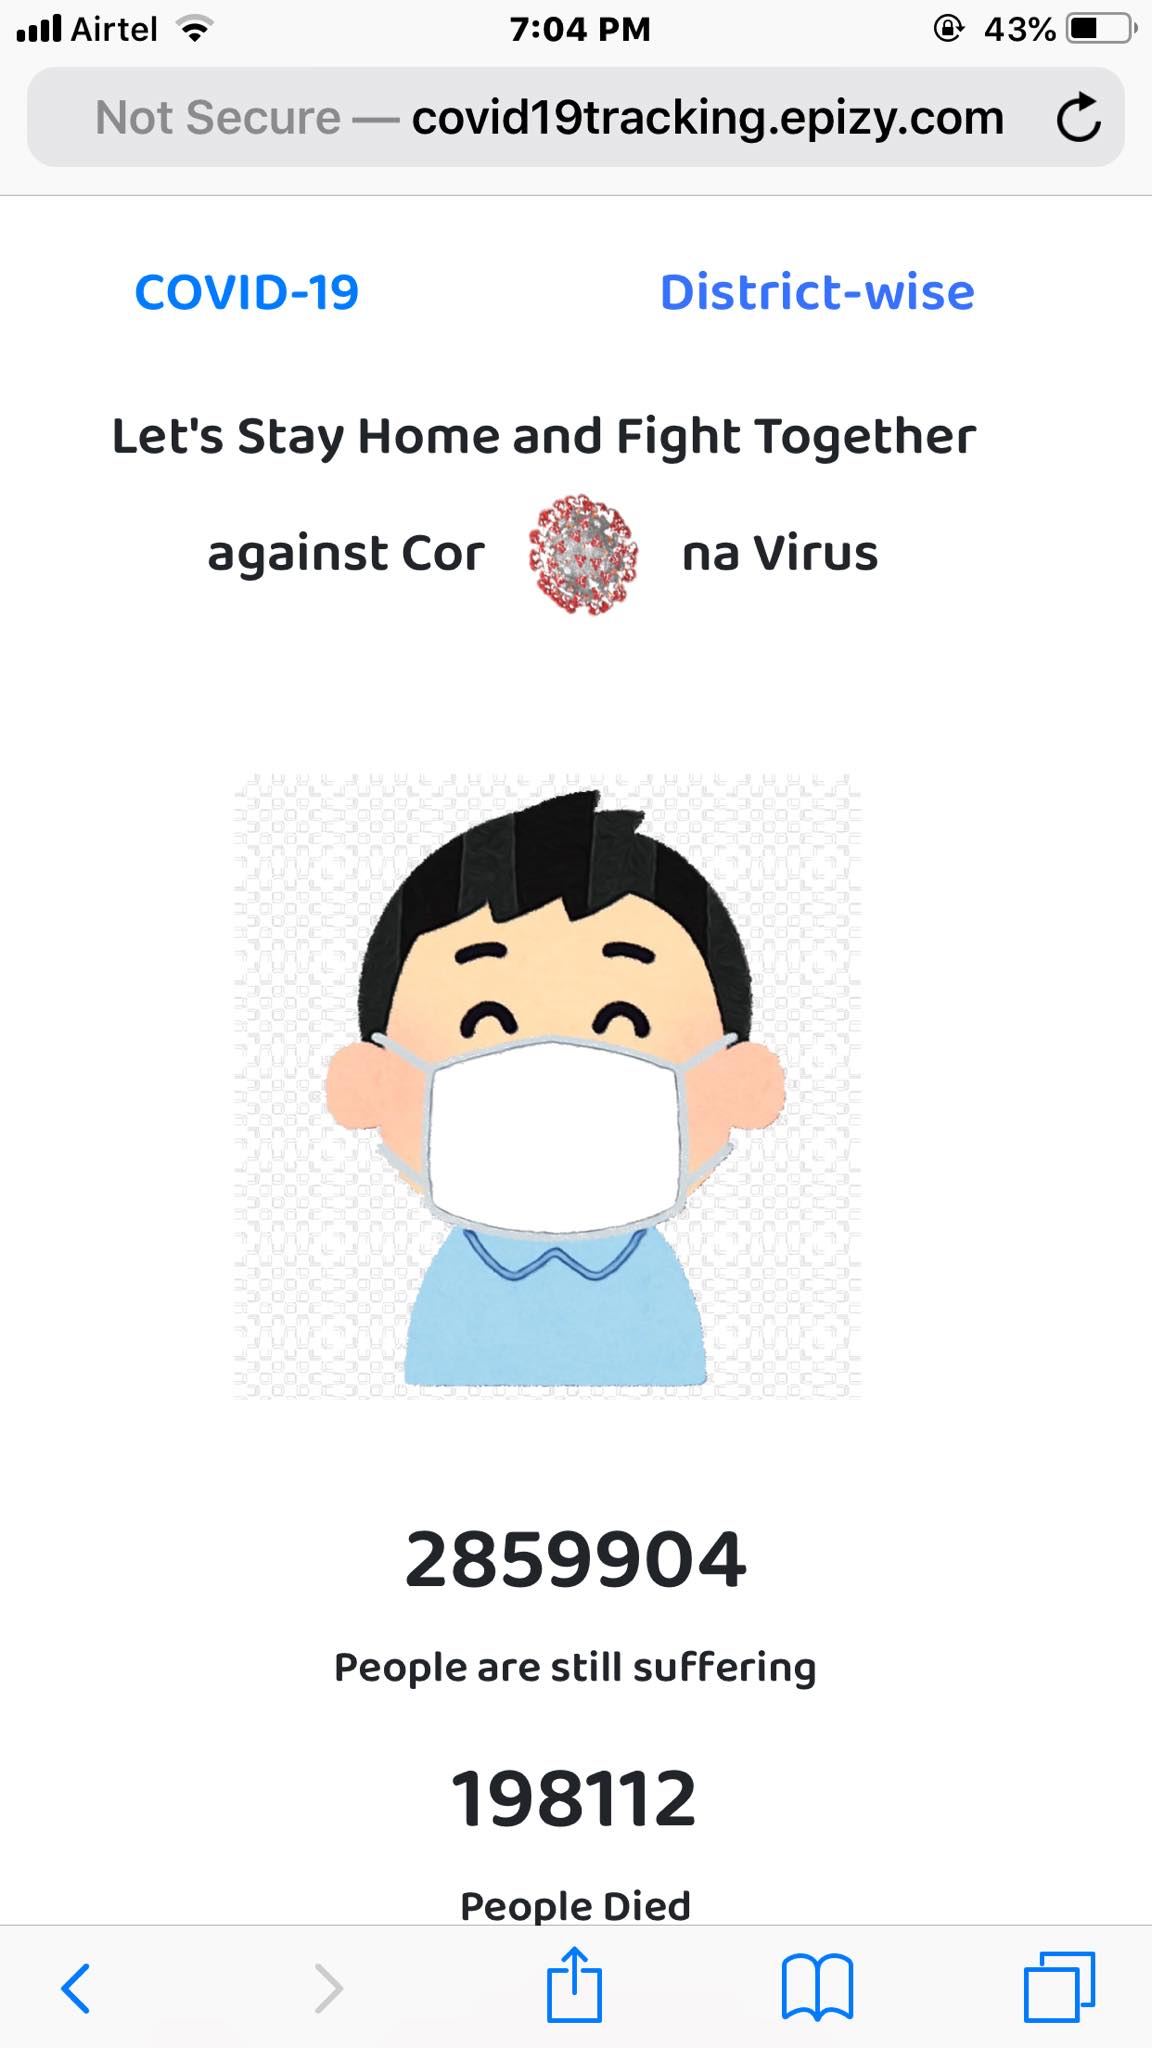 Airtel 7:04 PM 43%
Not Secure — covid19tracking.epizy.com
COVID-19 District-wise
Let's Stay Home and Fight Together
against Cor na Virus
2859904
People are still suffering
198112
People Died